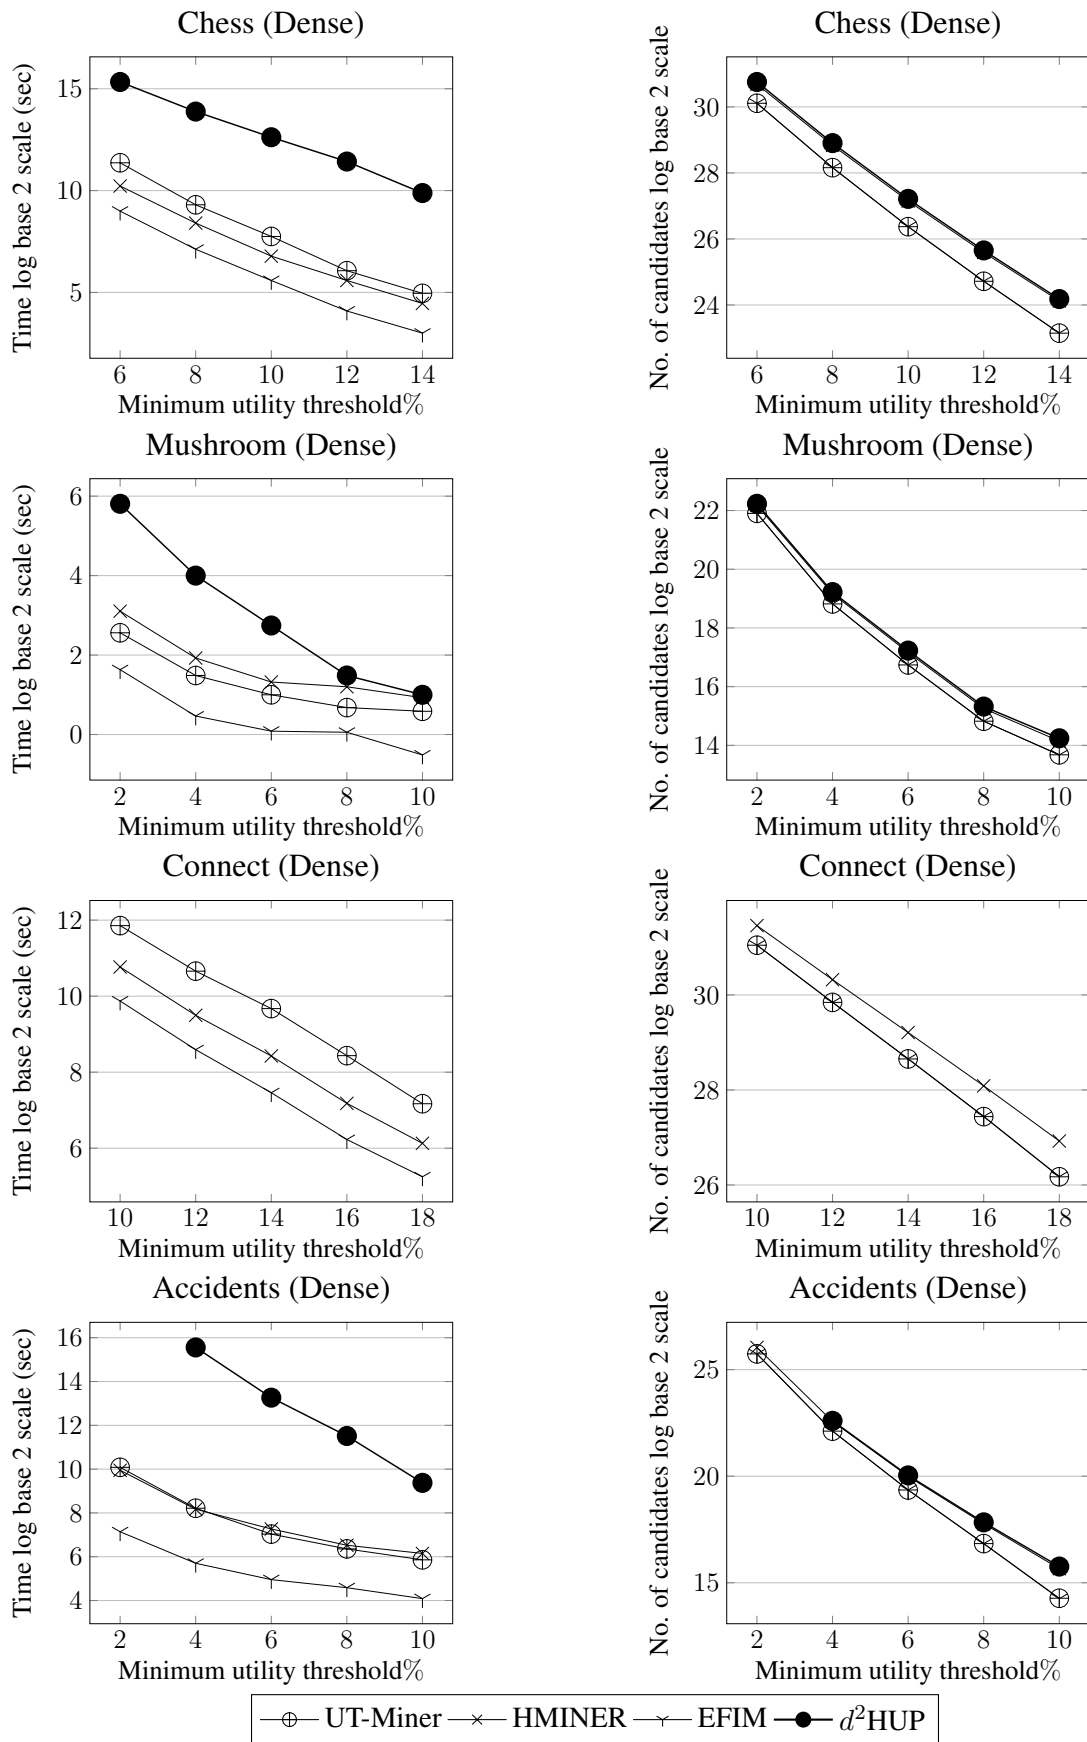 Chess (Dense)
Time log base 2 scale (sec)
15
10
5
6 8 10 12 14
Minimum utility threshold%
Chess (Dense)
No. of candidates log base 2 scale
30
28
26
24
6 8 10 12 14
Minimum utility threshold%
Mushroom (Dense)
Time log base 2 scale (sec)
6
4
2
0
2 4 6 8 10
Minimum utility threshold%
Mushroom (Dense)
No. of candidates log base 2 scale
22
20
18
16
14
2 4 6 8 10
Minimum utility threshold%
Connect (Dense)
Time log base 2 scale (sec)
12
10
8
6
10 12 14 16 18
Minimum utility threshold%
Connect (Dense)
No. of candidates log base 2 scale
30
28
26
10 12 14 16 18
Minimum utility threshold%
Accidents (Dense)
Time log base 2 scale (sec)
16
14
12
10
8
6
4
2 4 6 8 10
Minimum utility threshold%
Accidents (Dense)
No. of candidates log base 2 scale
25
20
15
2 4 6 8 10
Minimum utility threshold%
UT-Miner HMINER EFIM d²HUP